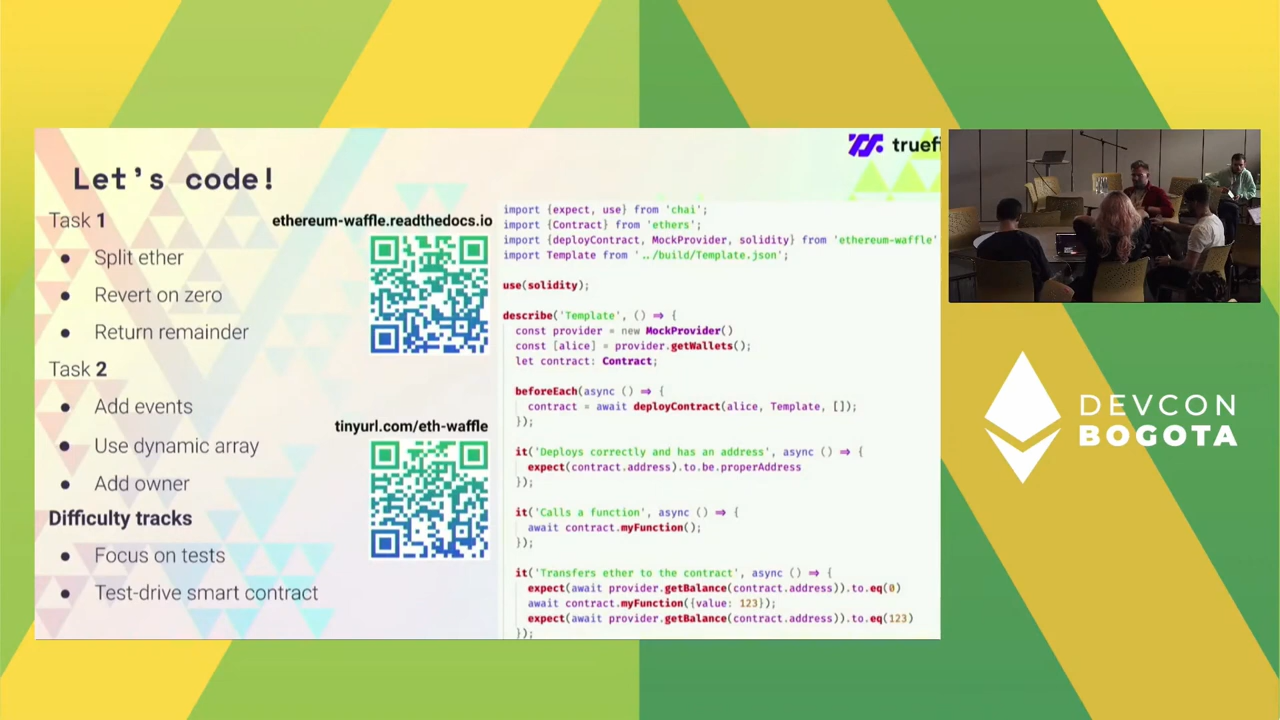 Let's code!
truefi
Task 1
Split ether
Revert on zero
Return remainder
Task 2
Add events
Use dynamic array
Add owner
Difficulty tracks
Focus on tests
Test-drive smart contract
ethereum-waffle.readthedocs.io
tinyurl.com/eth-waffle
import {expect, use} from 'chai';
import {Contract} from 'ethers';
import {deployContract, MockProvider, solidity} from 'ethereum-waffle'
import Template from '../build/Template.json';
use(solidity);
describe('Template', () => {
const provider = new MockProvider()
const [alice] = provider.getWallets();
let contract: Contract;
beforeEach(async () => {
contract = await deployContract(alice, Template, []);
});
it('Deploys correctly and has an address', async () => {
expect(contract.address).to.be.properAddress
});
it('Calls a function', async () => {
await contract.myFunction();
});
it('Transfers ether to the contract', async () => {
expect(await provider.getBalance(contract.address)).to.eq(0)
await contract.myFunction({value: 123});
expect(await provider.getBalance(contract.address)).to.eq(123)
});
DEVCON
BOGOTA